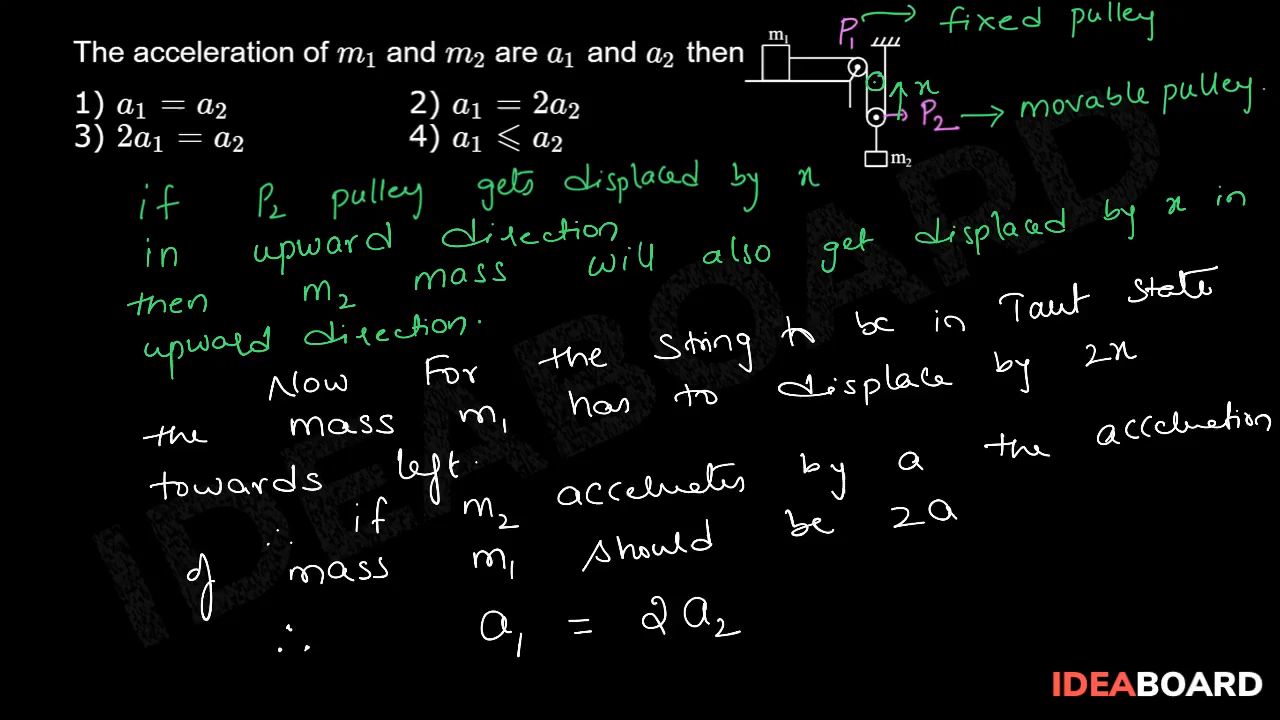 The acceleration of m₁ and m₂ are a₁ and a₂ then
1) a₁ = a₂ 2) a₁ = 2a₂
3) 2a₁ = a₂ 4) a₁ ⩽ a₂
m₁
P₁ → fixed pulley
x
P₂ → movable pulley.
m₂
if P₂ pulley gets displaced by x
in upward direction
then m₂ mass will also get displaced by x in
upward direction.
Now For the string to be in Taut state
the mass m₁ has to displace by 2x
towards left.
∴ if m₂ accelerates by a the acceleration
of mass m₁ should be 2a
∴ a₁ = 2a₂
IDEABOARD
IDEABOARD